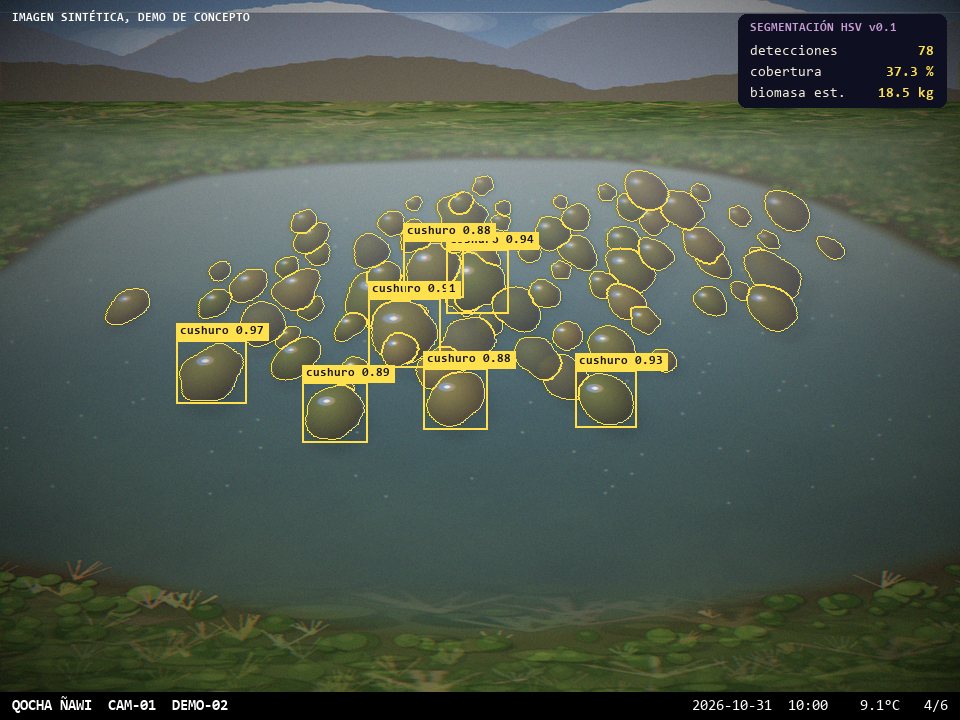 IMAGEN SINTÉTICA, DEMO DE CONCEPTO
SEGMENTACIÓN HSV v0.1
detecciones 78
cobertura 37.3 %
biomasa est. 18.5 kg
cushuro 0.88
cushuro 0.94
cushuro 0.91
cushuro 0.97
cushuro 0.88
cushuro 0.93
cushuro 0.89
QOCHA ÑAWI CAM-01 DEMO-02 2026-10-31 10:00 9.1°C 4/6